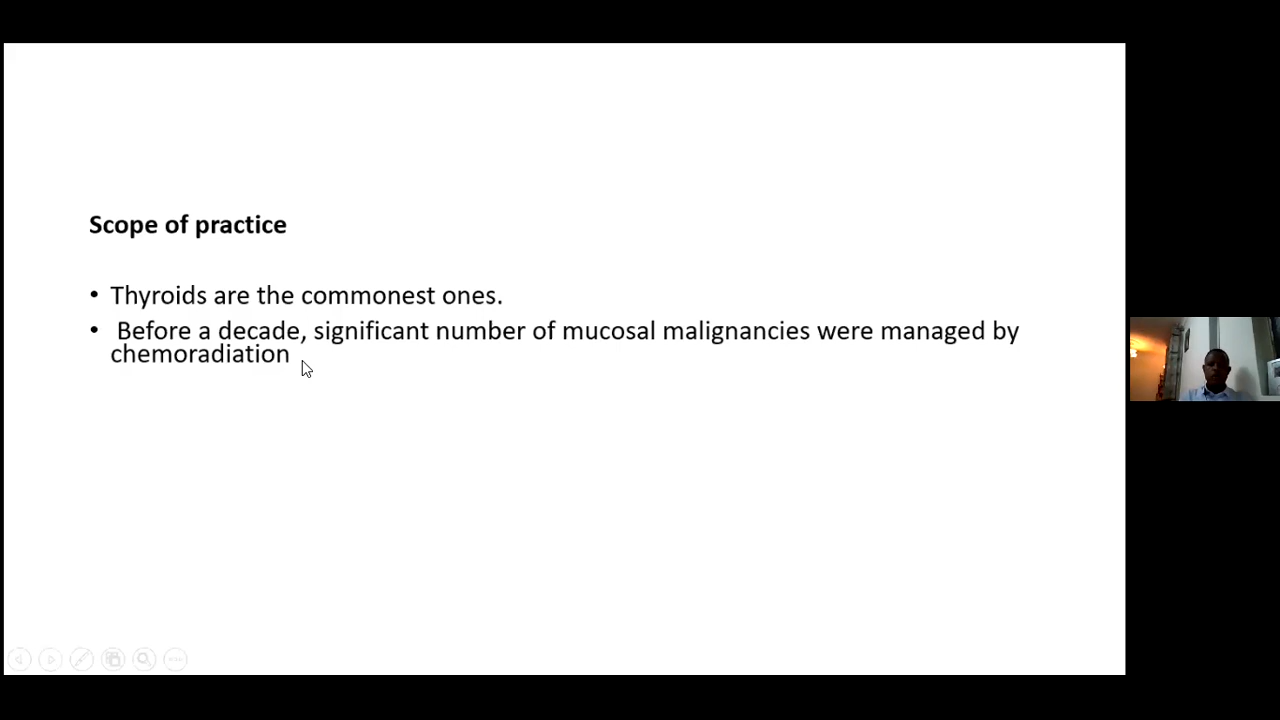 Scope of practice
• Thyroids are the commonest ones.
• Before a decade, significant number of mucosal malignancies were managed by
chemoradiation